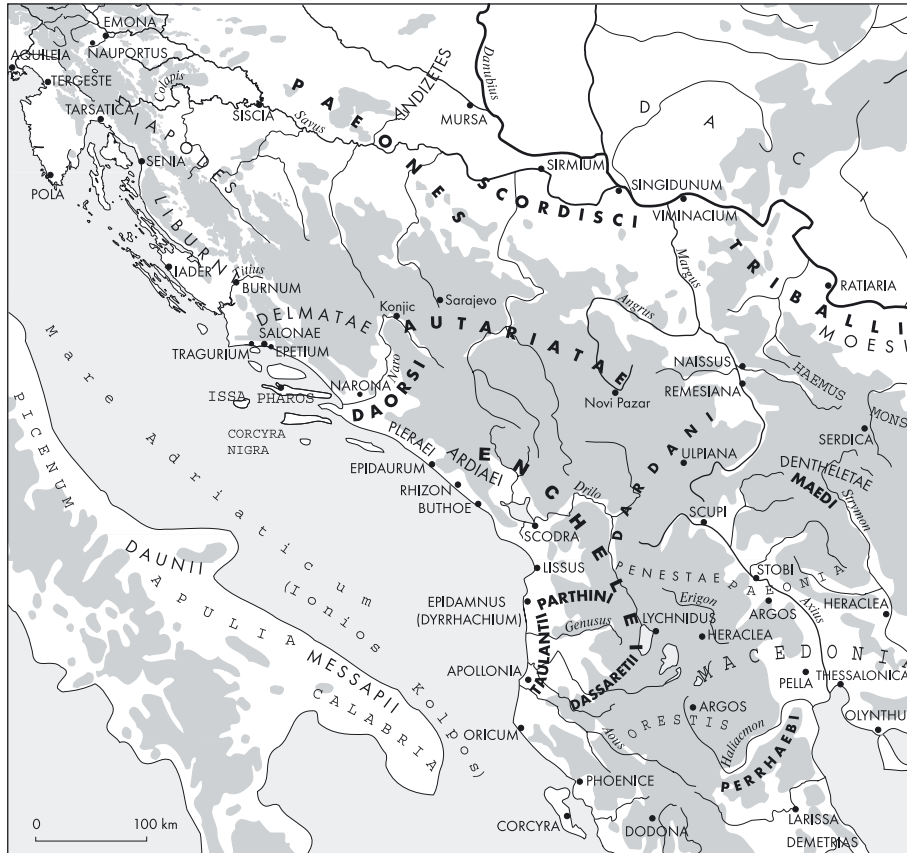 EMONA
NAUPORTUS
AQUILEIA
TERGESTE
Colapis
TARSATICA
IAPODES
SISCIA
Savus
PAEONES
ANDIZETES
Danubius
MURSA
DACI
SENIA
POLA
LIBURNI
SIRMIUM
SCORDISCI
SINGIDUNUM
VIMINACIUM
TRIBALLI
IADER
Titius
BURNUM
Margus
RATIARIA
DELMATAE
Konjic
Sarajevo
Angrus
MOESI
SALONAE
TRAGURIUM
EPETIUM
AUTARIATAE
NAISSUS
HAEMUS
MONS
REMESIANA
Naro
NARONA
DAORSI
Novi Pazar
ISSA
PHAROS
SERDICA
CORCYRA
NIGRA
PLERAEI
ARDIAEI
ENCHELEI
DARDANI
ULPIANA
DENTHELETAE
MAEDI
Strymon
EPIDAURUM
RHIZON
BUTHOE
Drilo
SCUPI
SCODRA
Mare Adriaticum
(Ionios Kolpos)
PICENUM
LISSUS
PENESTAE
PAEONIA
STOBI
DAUNII
APULIA
EPIDAMNUS
(DYRRHACHIUM)
PARTHINI
Genusus
TAULANTII
LYCHNIDUS
Erigon
HERACLEA
ARGOS
Axius
HERACLEA
MESSAPII
CALABRIA
APOLLONIA
DASSARETII
MACEDONIA
PELLA
THESSALONICA
ARGOS
ORESTIS
OLYNTHU
ORICUM
Aous
Haliacmon
PERRHAEBI
PHOENICE
CORCYRA
DODONA
LARISSA
DEMETRIAS
0 100 km